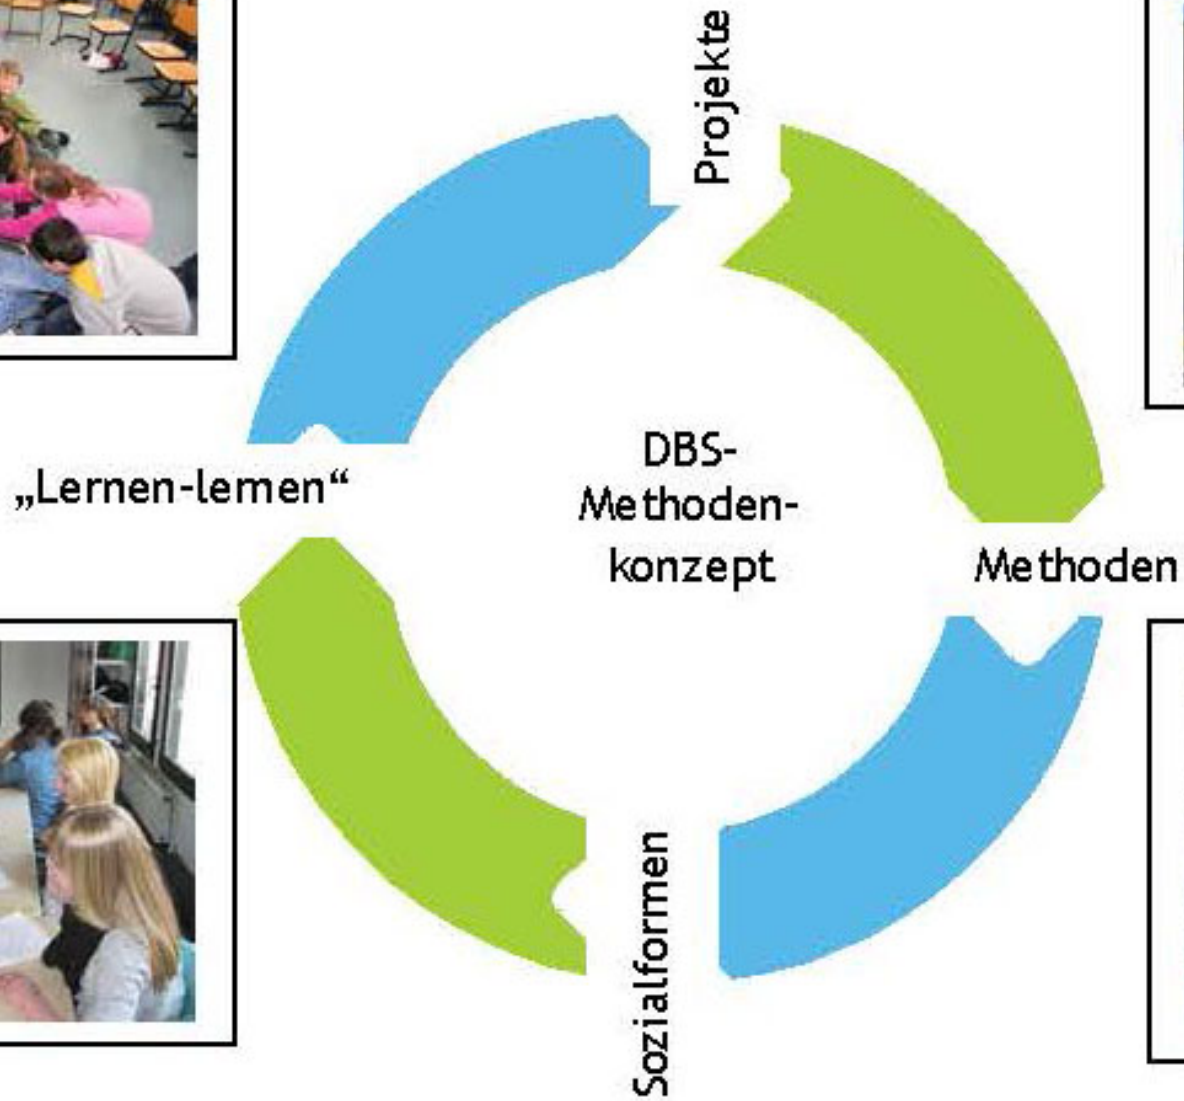 Projekte
„Lernen-lemen“
DBS-
Methoden-
konzept
Methoden
Sozialformen